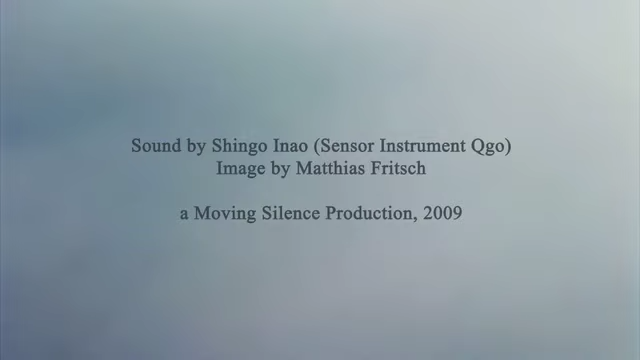 Sound by Shingo Inao (Sensor Instrument Qgo)
Image by Matthias Fritsch
a Moving Silence Production, 2009